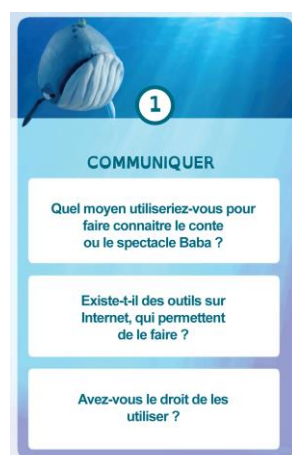 1
COMMUNIQUER
Quel moyen utiliseriez-vous pour
faire connaitre le conte
ou le spectacle Baba ?
Existe-t-il des outils sur
Internet, qui permettent
de le faire ?
Avez-vous le droit de les
utiliser ?